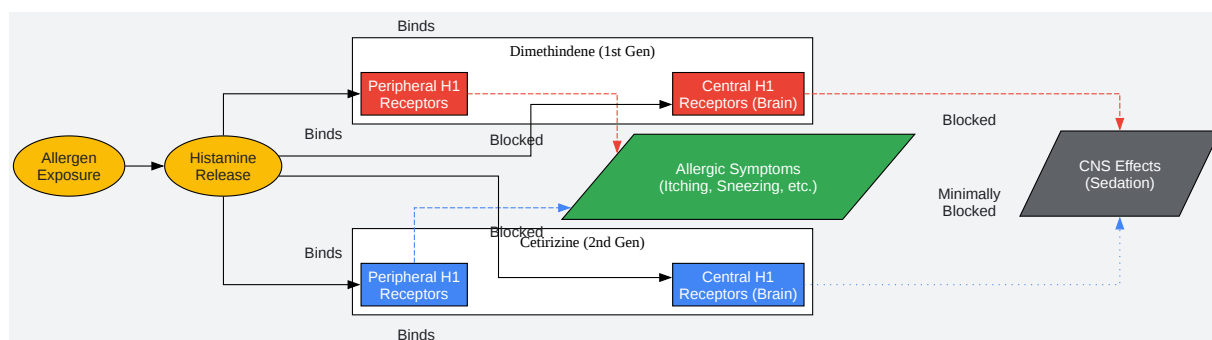 Binds
Dimethindene (1st Gen)
Peripheral H1
Receptors
Central H1
Receptors (Brain)
Binds
Blocked
Blocked
Allergen
Exposure
Histamine
Release
Allergic Symptoms
(Itching, Sneezing, etc.)
CNS Effects
(Sedation)
Minimally
Blocked
Blocked
Cetirizine (2nd Gen)
Binds
Peripheral H1
Receptors
Central H1
Receptors (Brain)
Binds